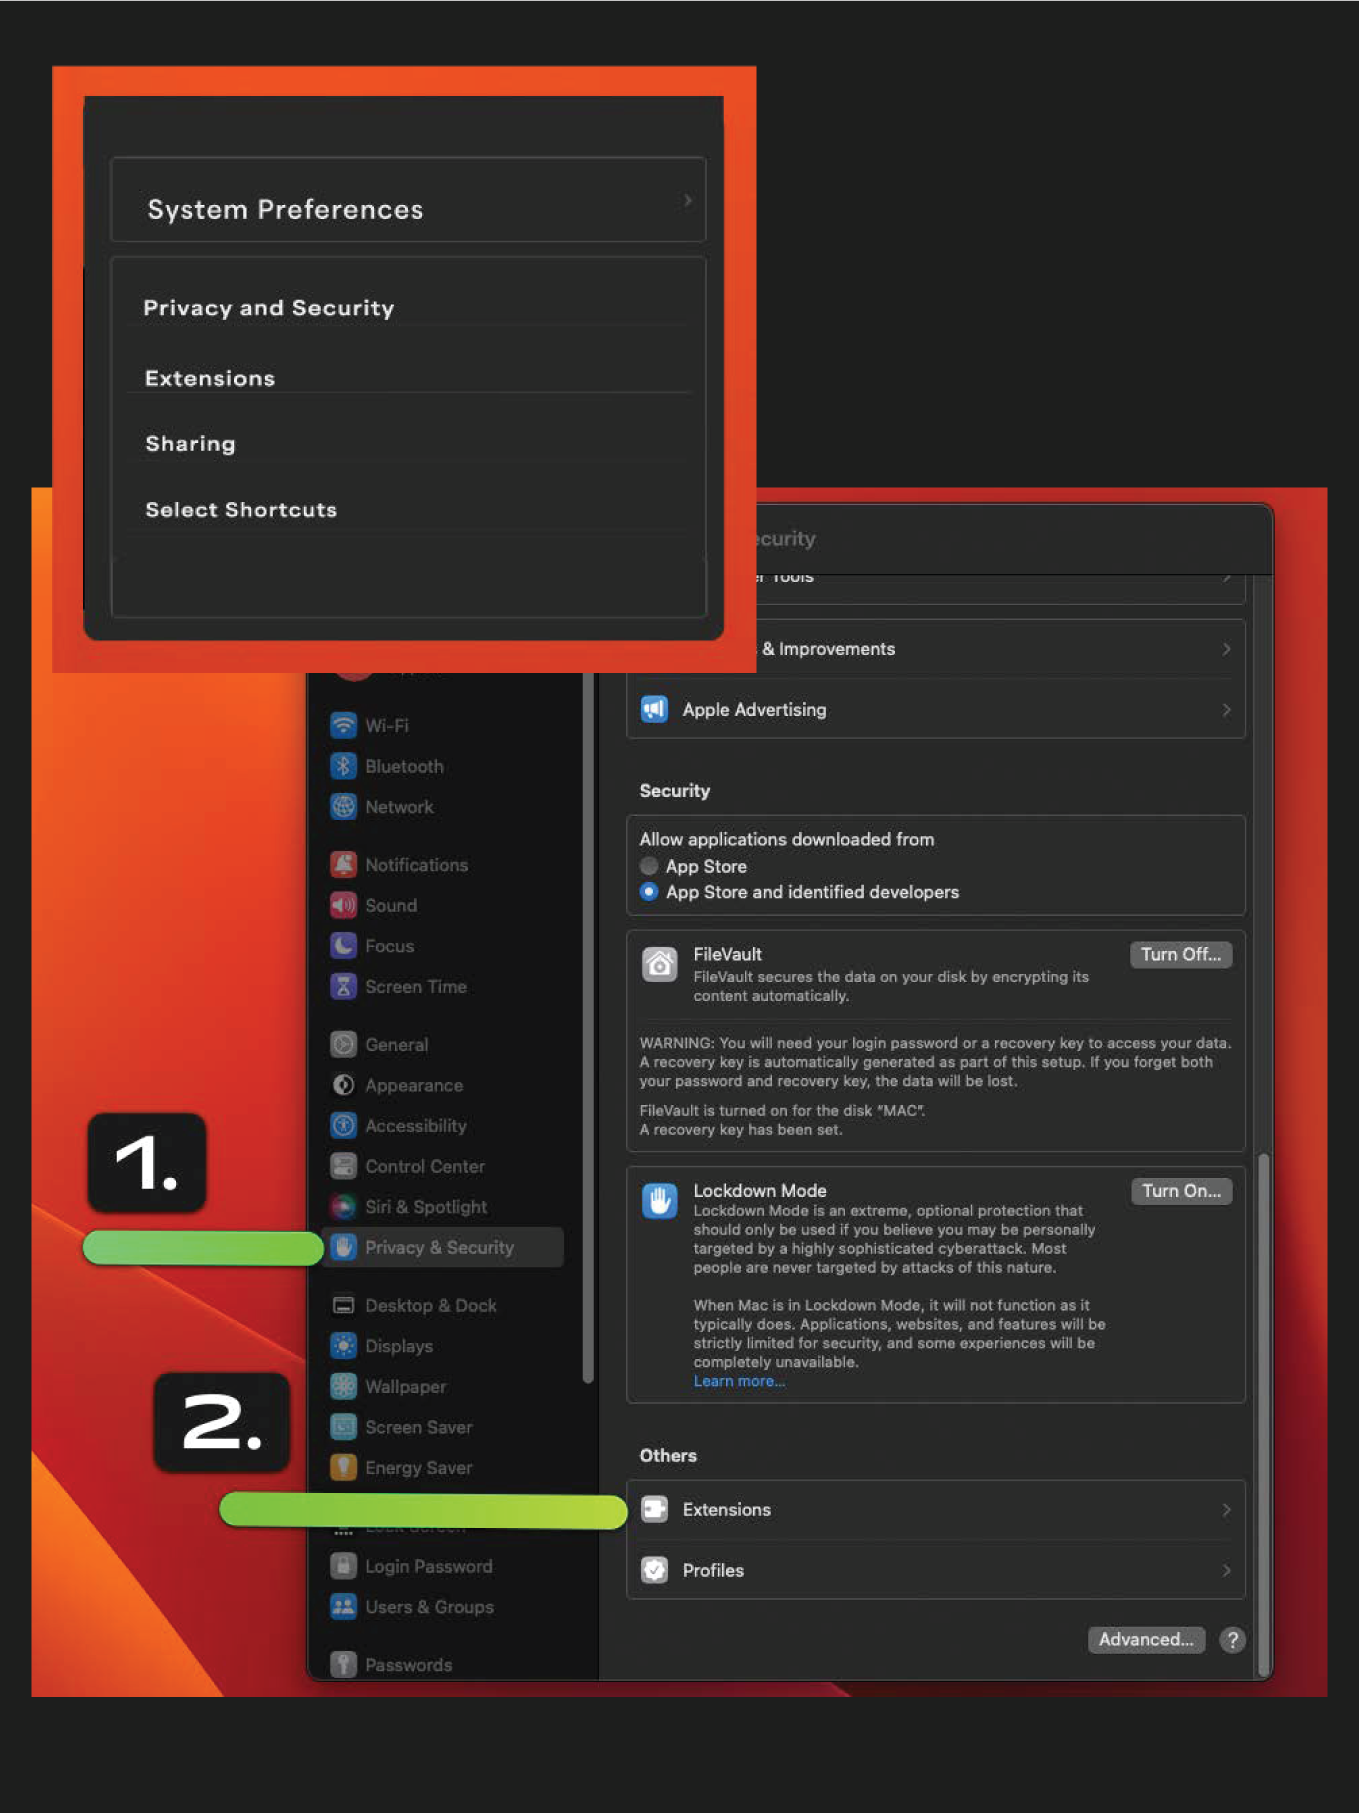 System Preferences
Privacy and Security
Extensions
Sharing
Select Shortcuts
Tools
& Improvements
Apple Advertising
Wi-Fi
Bluetooth
Network
Notifications
Sound
Focus
Screen Time
General
Appearance
Accessibility
Control Center
Siri & Spotlight
Privacy & Security
Desktop & Dock
Displays
Wallpaper
Screen Saver
Energy Saver
Lock Screen
Login Password
Users & Groups
Passwords
1.
2.
Security
Allow applications downloaded from
App Store
App Store and identified developers
FileVault
Turn Off...
FileVault secures the data on your disk by encrypting its
content automatically.
WARNING: You will need your login password or a recovery key to access your data.
A recovery key is automatically generated as part of this setup. If you forget both
your password and recovery key, the data will be lost.
FileVault is turned on for the disk "MAC".
A recovery key has been set.
Lockdown Mode
Turn On...
Lockdown Mode is an extreme, optional protection that
should only be used if you believe you may be personally
targeted by a highly sophisticated cyberattack. Most
people are never targeted by attacks of this nature.
When Mac is in Lockdown Mode, it will not function as it
typically does. Applications, websites, and features will be
strictly limited for security, and some experiences will be
completely unavailable.
Learn more...
Others
Extensions
Profiles
Advanced...
?